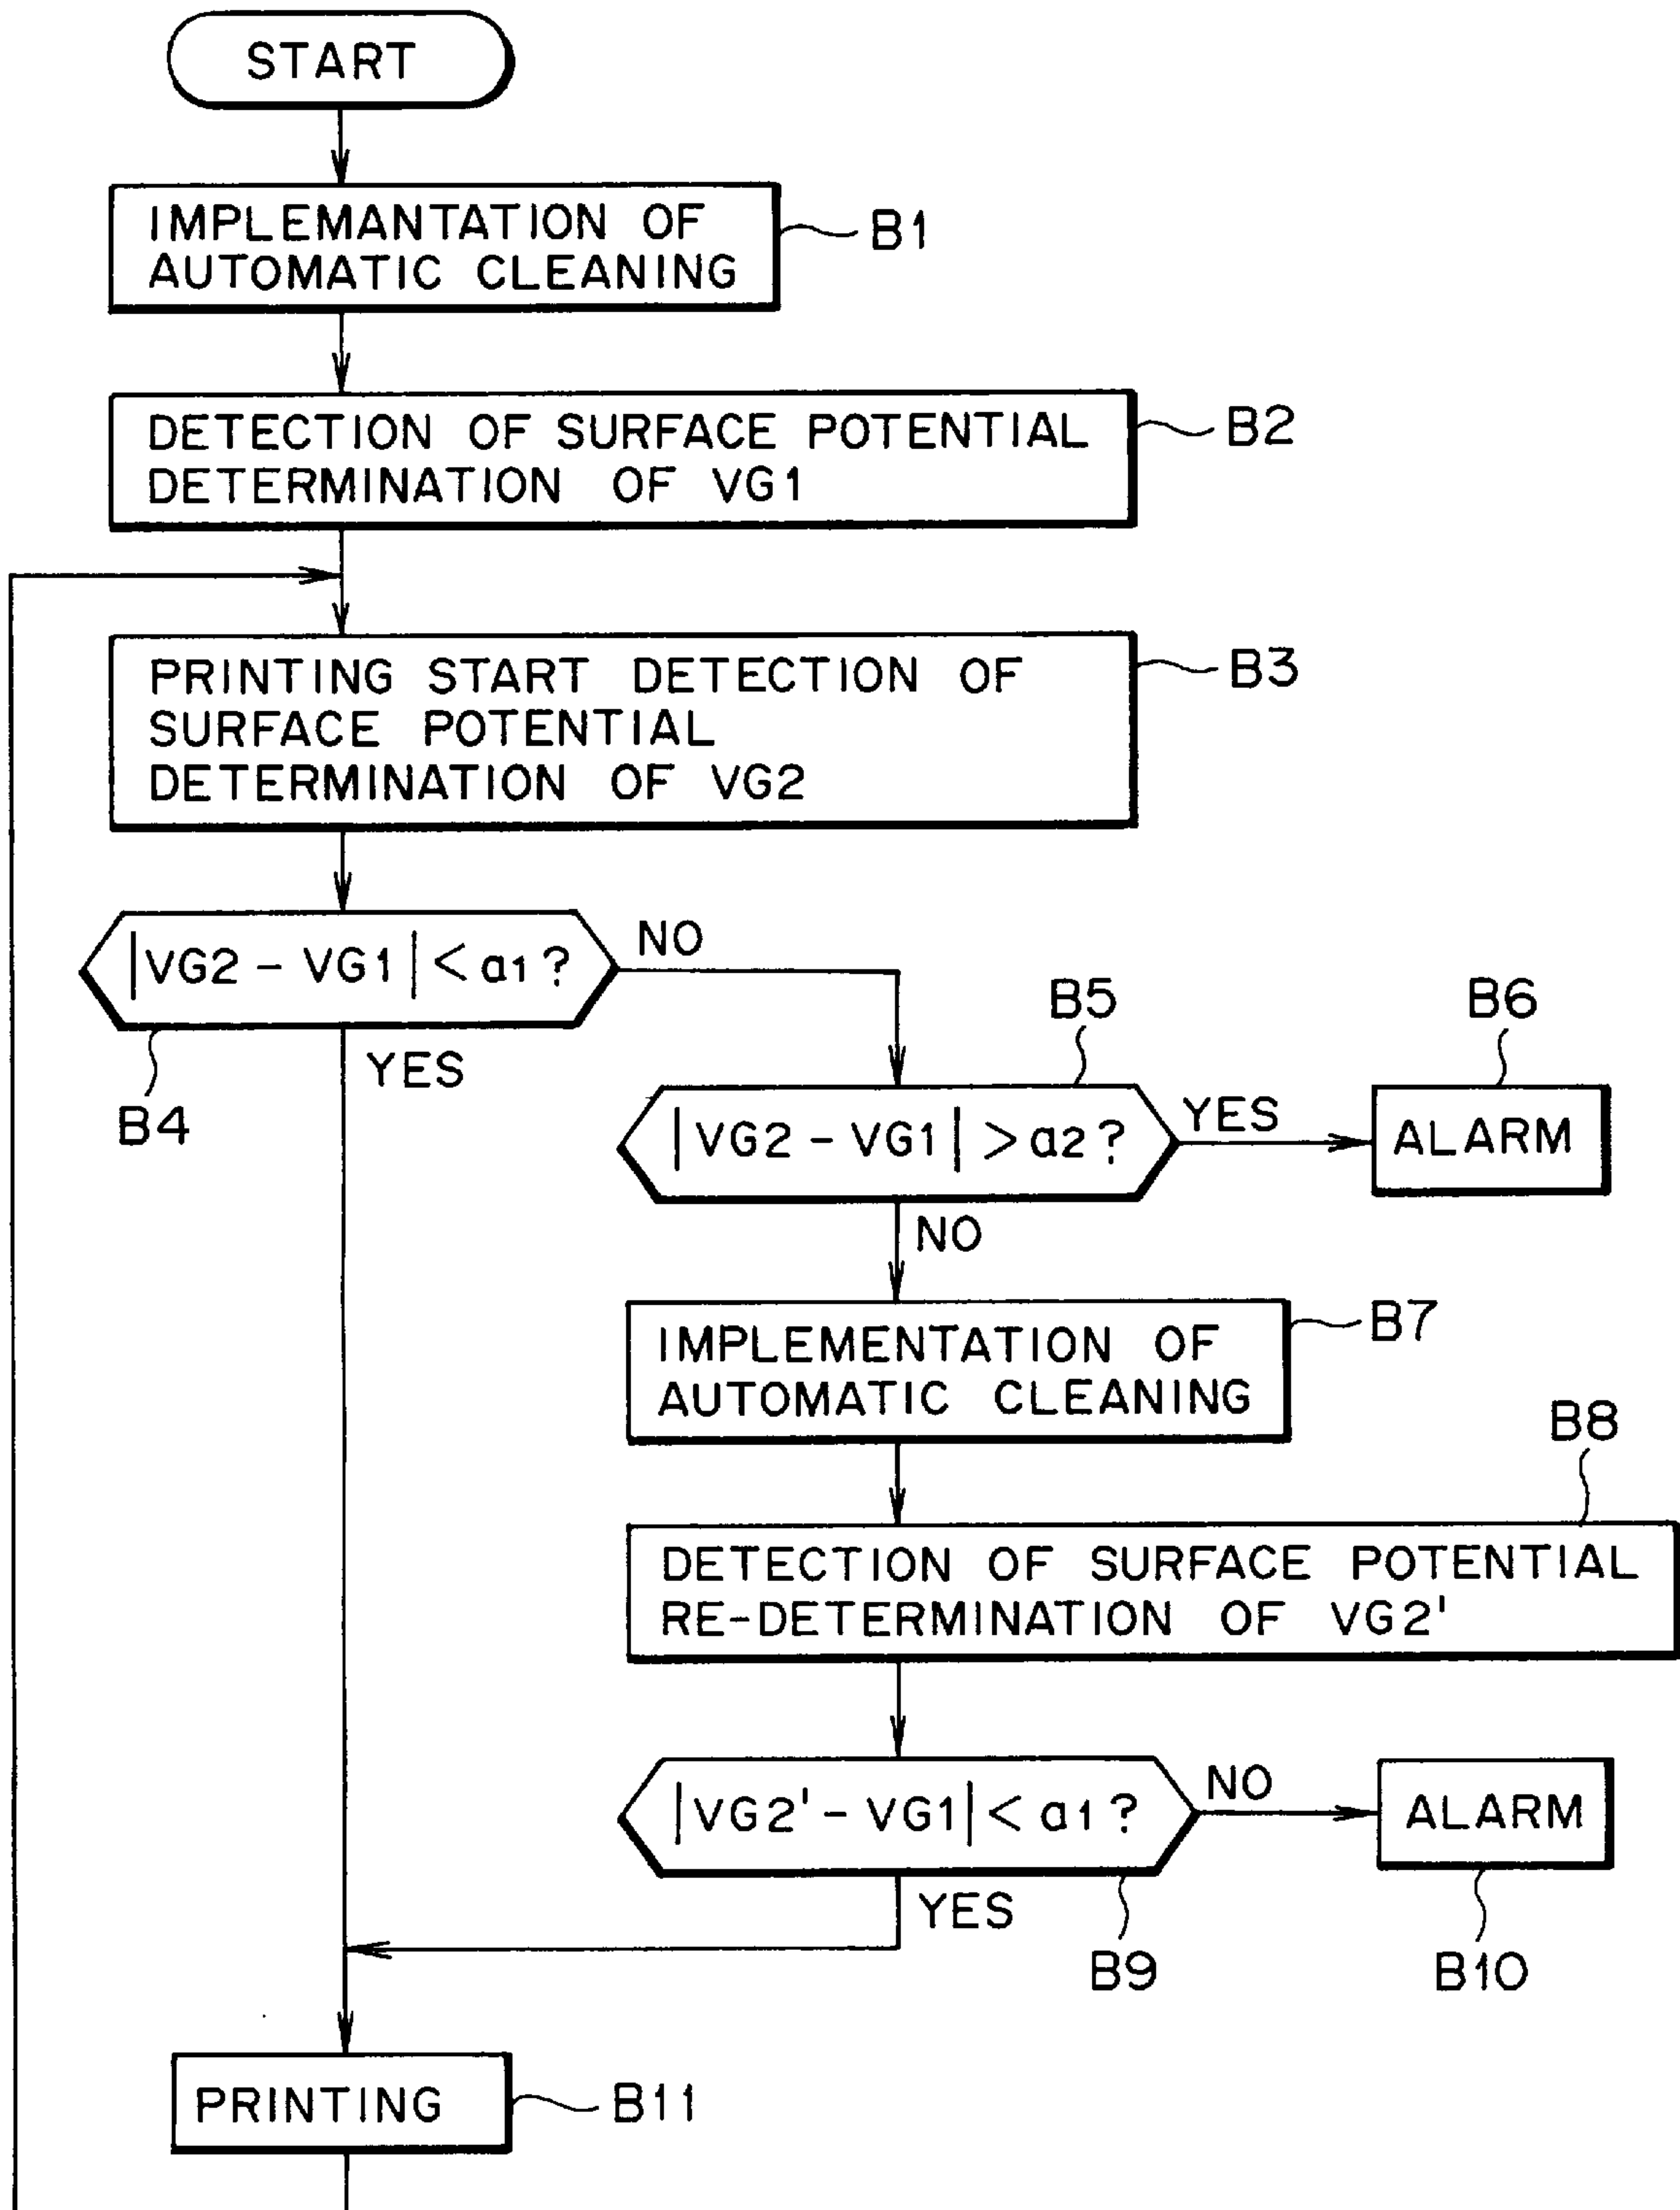 START
IMPLEMANTATION OF
AUTOMATIC CLEANING
B1
DETECTION OF SURFACE POTENTIAL
DETERMINATION OF VG1
B2
PRINTING START DETECTION OF
SURFACE POTENTIAL
DETERMINATION OF VG2
B3
|VG2 - VG1| < a1?
NO
YES
B4
B5
|VG2 - VG1| > a2?
YES
NO
B6
ALARM
IMPLEMENTATION OF
AUTOMATIC CLEANING
B7
B8
DETECTION OF SURFACE POTENTIAL
RE-DETERMINATION OF VG2'
|VG2' - VG1| < a1?
NO
ALARM
YES
B9
B10
PRINTING
B11